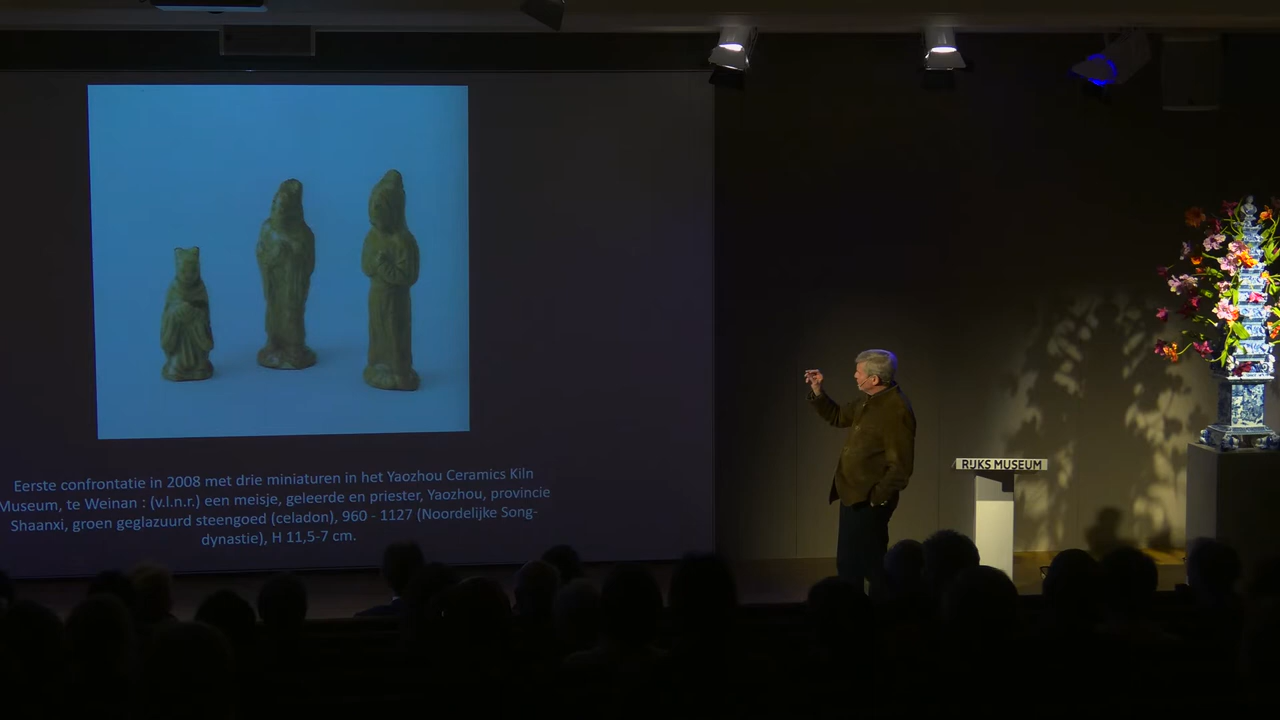 Eerste confrontatie in 2008 met drie miniaturen in het Yaozhou Ceramics Kiln
Museum, te Weinan : (v.l.n.r.) een meisje, geleerde en priester, Yaozhou, provincie
Shaanxi, groen geglazuurd steengoed (celadon), 960 - 1127 (Noordelijke Song-
dynastie), H 11,5-7 cm.
RIJKS MUSEUM